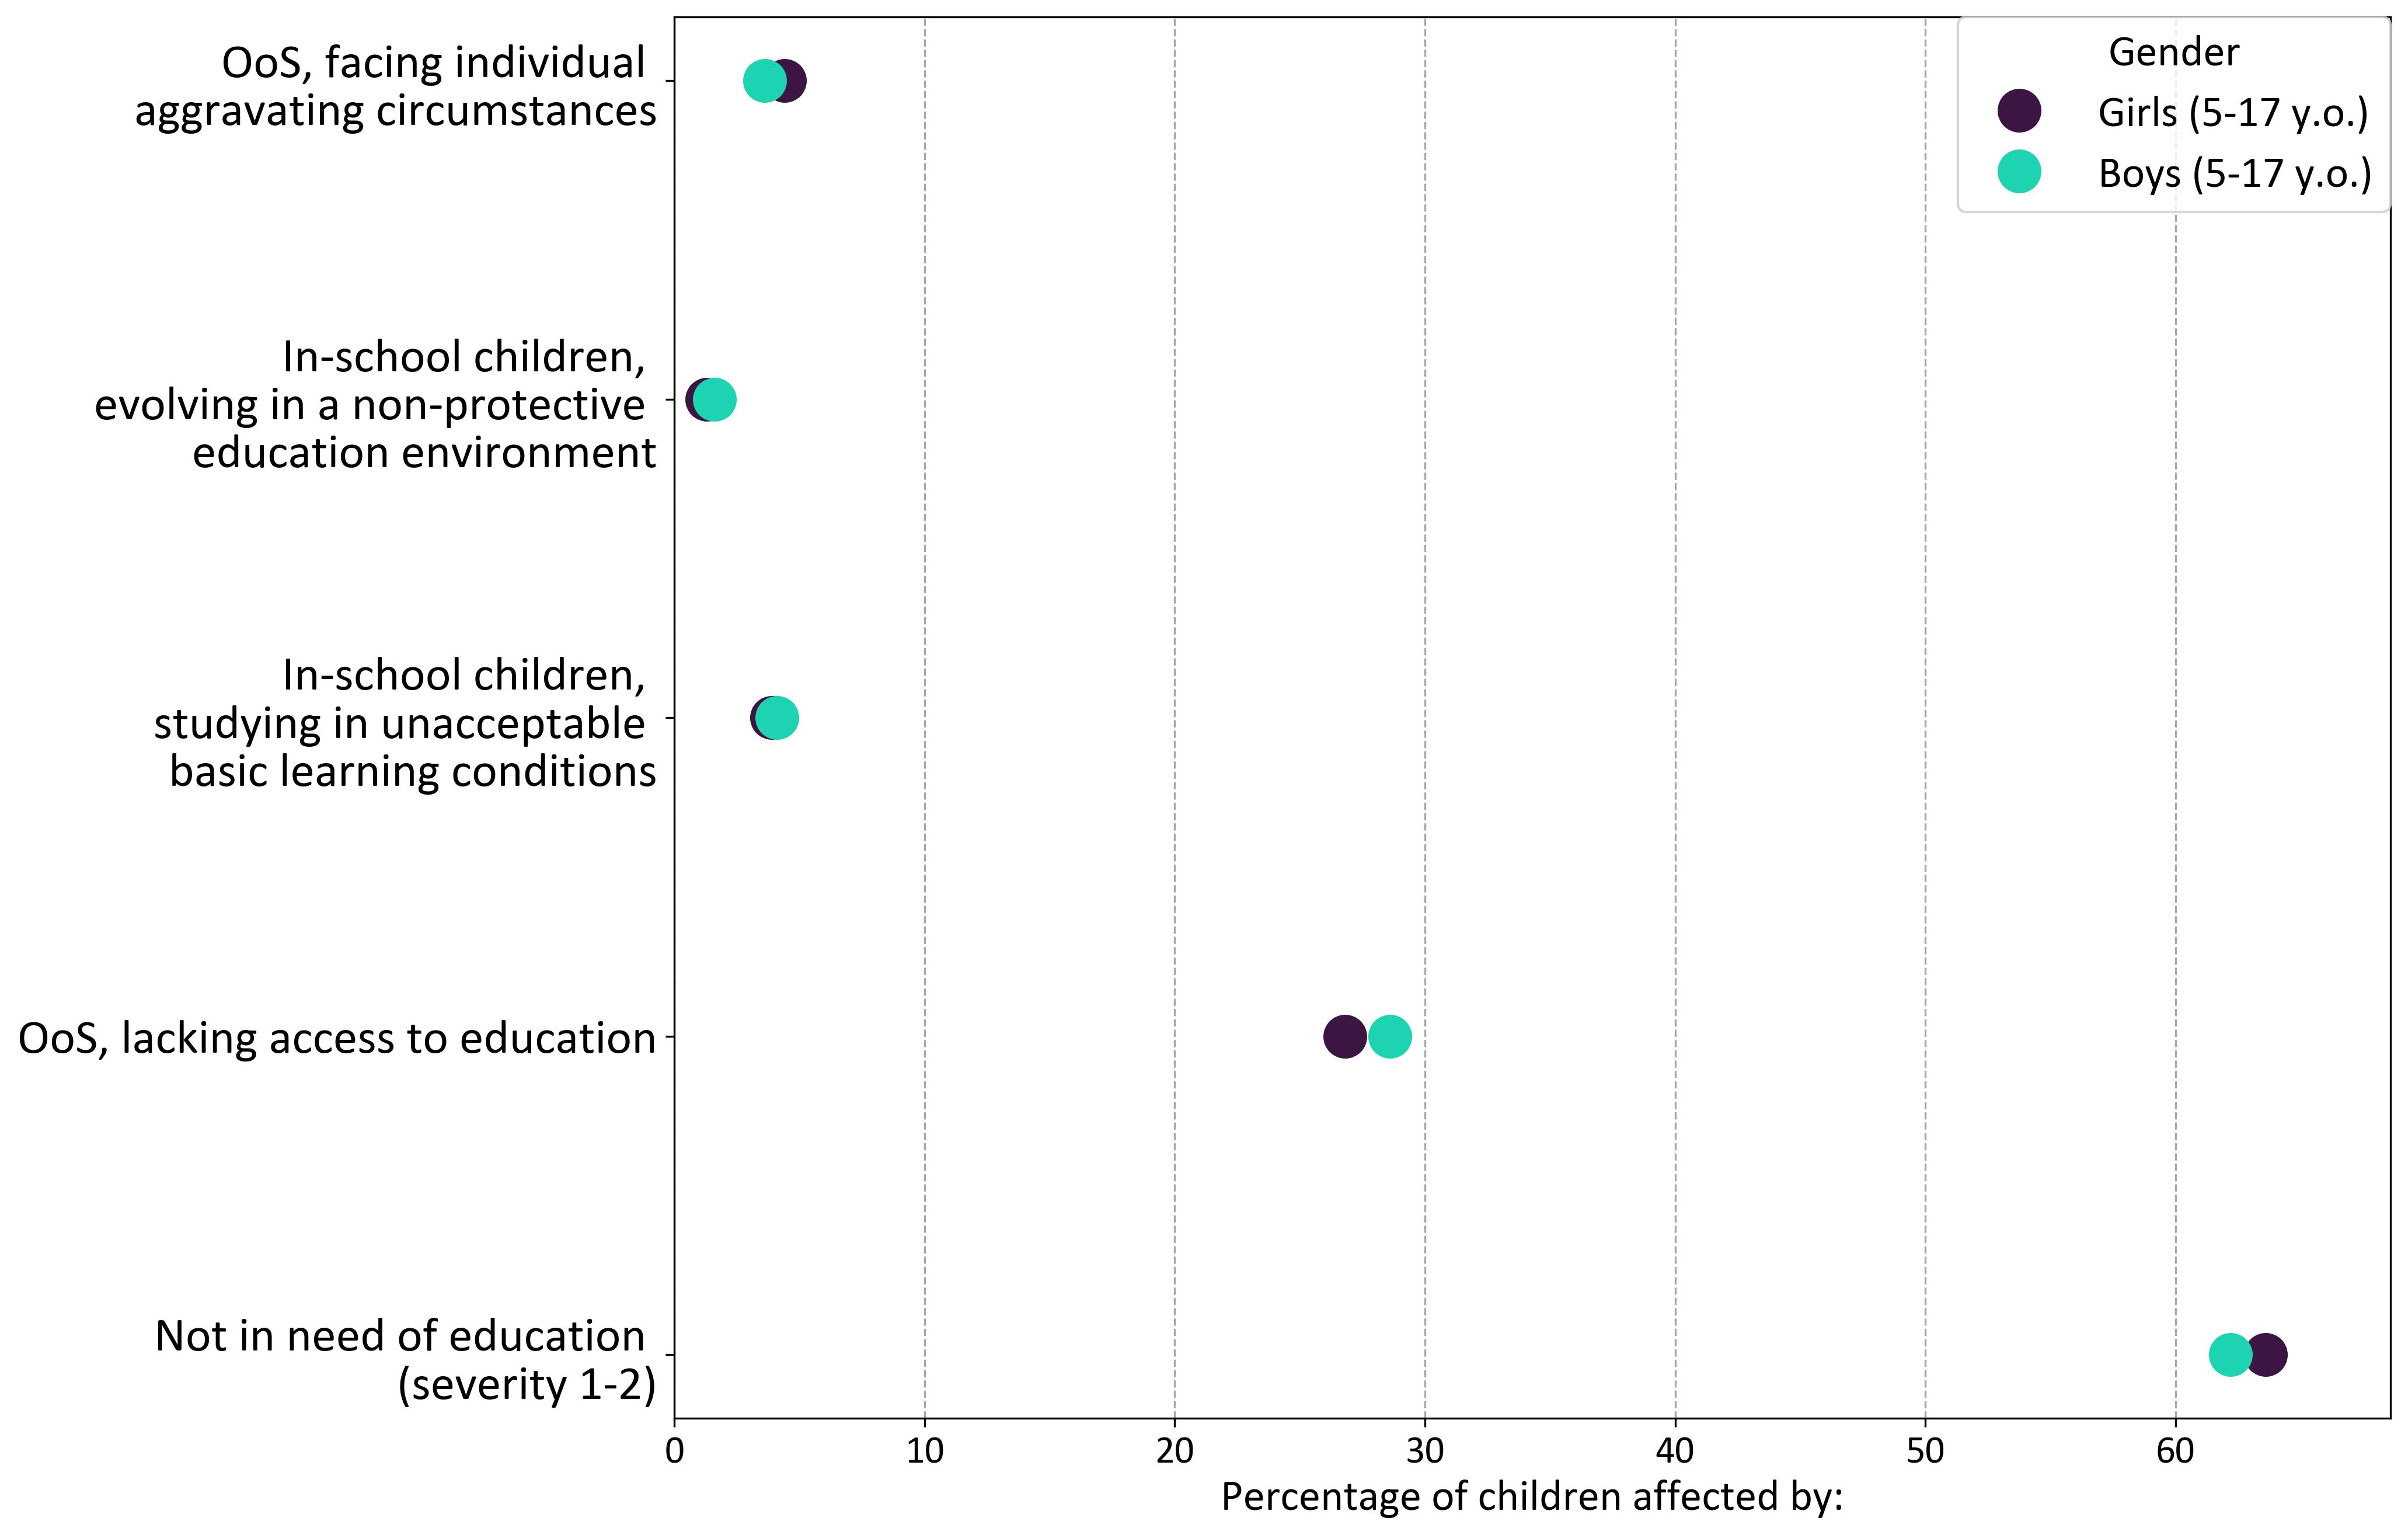 Gender
Girls (5-17 y.o.)
Boys (5-17 y.o.)
OoS, facing individual
aggravating circumstances
In-school children,
evolving in a non-protective
education environment
In-school children,
studying in unacceptable
basic learning conditions
OoS, lacking access to education
Not in need of education
(severity 1-2)
0 10 20 30 40 50 60
Percentage of children affected by: